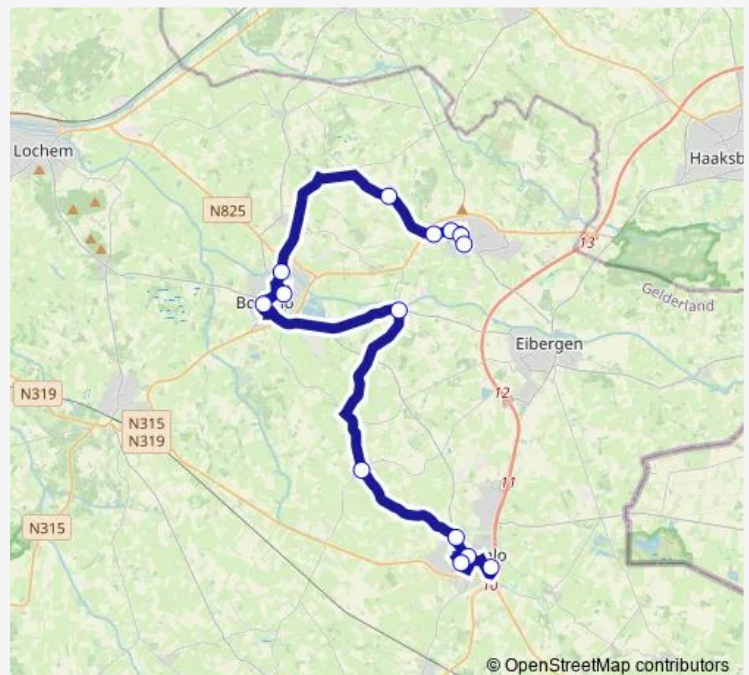 Lochem
Haaksb
N825
13
Gelderland
Eibergen
N319
12
N315
N319
11
N315
10
© OpenStreetMap contributors